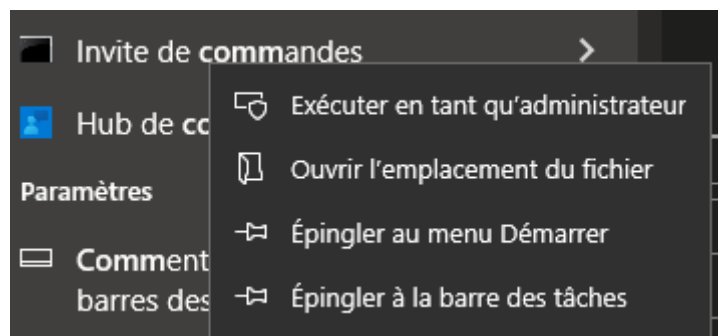 Invite de commandes
Exécuter en tant qu'administrateur
Hub de
Ouvrir l'emplacement du fichier
Paramètres
Épingler au menu Démarrer
Comment
barres des
Épingler à la barre des tâches